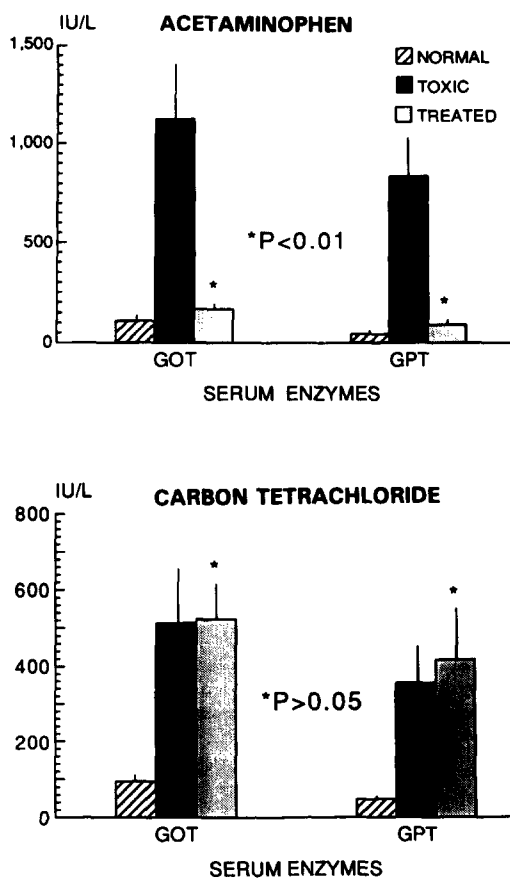 IU/L
ACETAMINOPHEN
1,500
NORMAL
TOXIC
1,000
TREATED
500
*P<0.01
*
*
0
GOT
GPT
SERUM ENZYMES
IU/L
CARBON TETRACHLORIDE
800
600
*
*
400
*P>0.05
200
0
GOT
GPT
SERUM ENZYMES